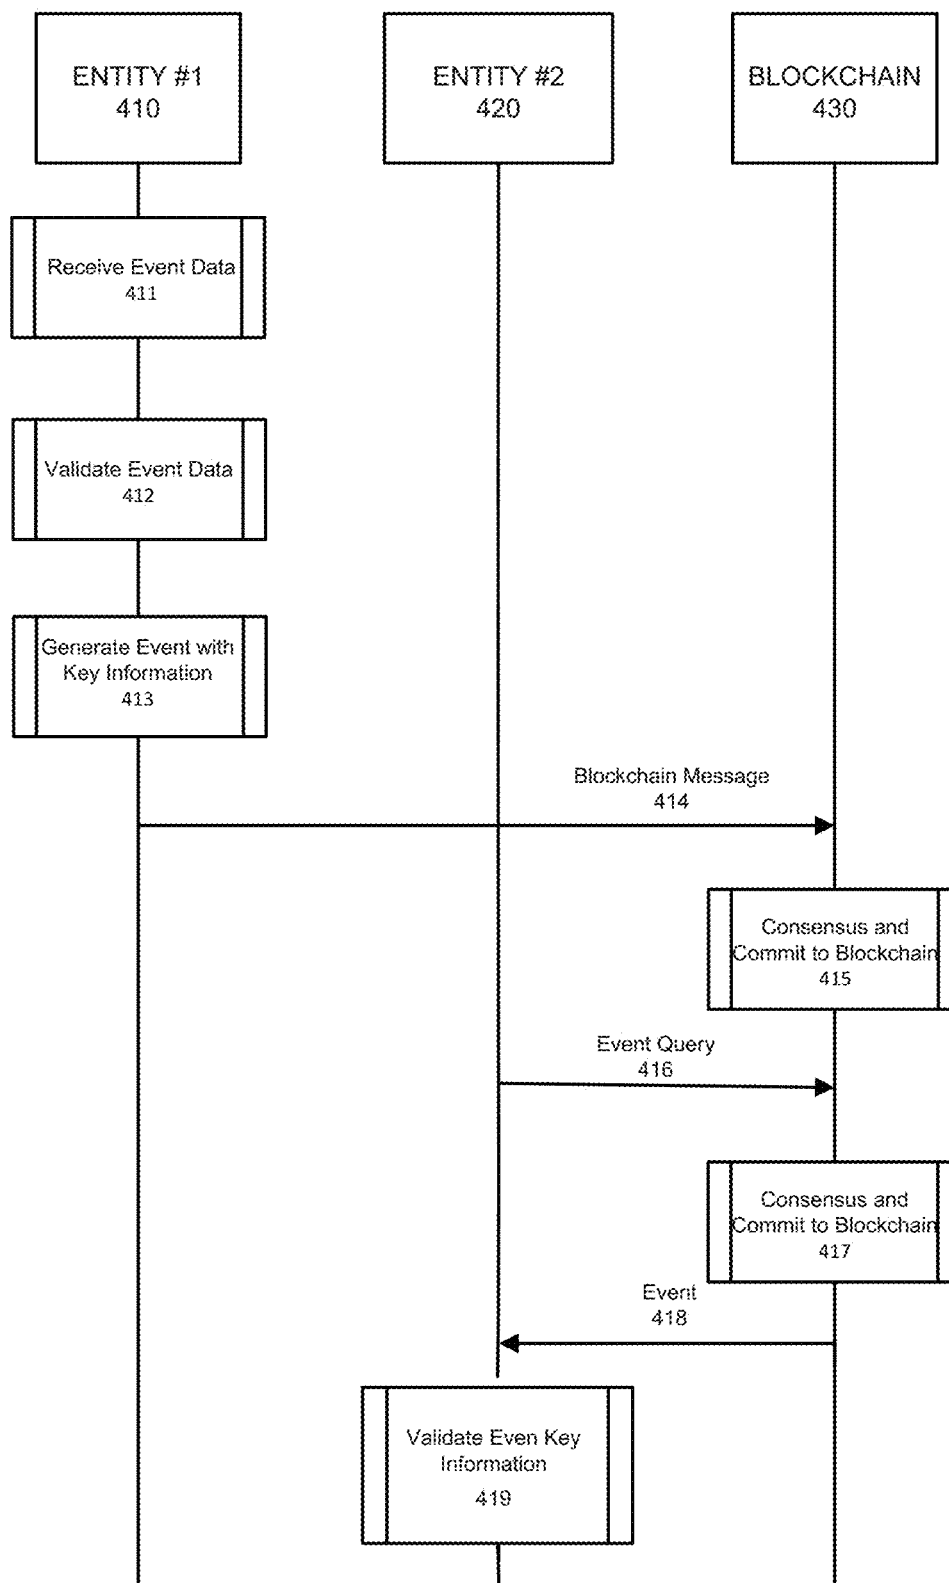 ENTITY #1
410
ENTITY #2
420
BLOCKCHAIN
430
Receive Event Data
411
Validate Event Data
412
Generate Event with
Key Information
413
Blockchain Message
414
Consensus and
Commit to Blockchain
415
Event Query
416
Consensus and
Commit to Blockchain
417
Event
418
Validate Even Key
Information
419